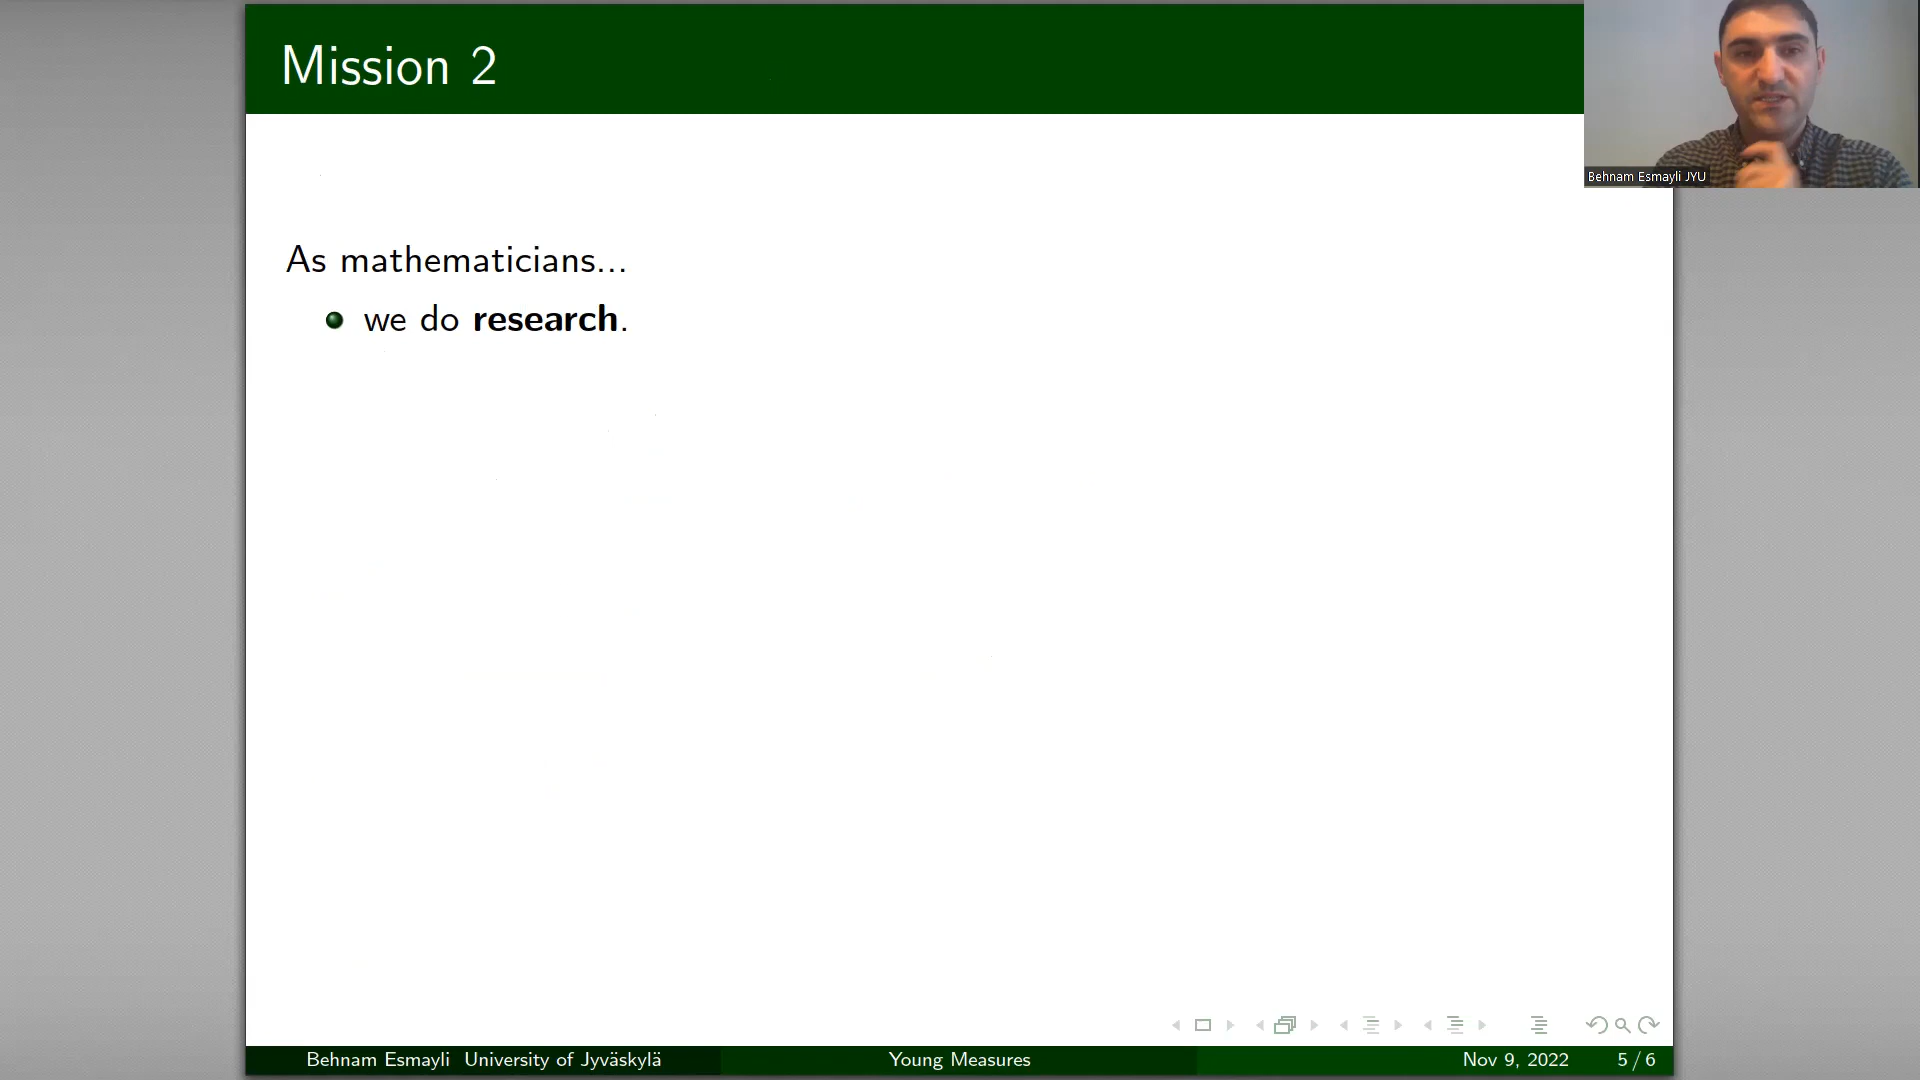 Mission 2
Behnam Esmayli JYU
As mathematicians...
we do research.
Behnam Esmayli University of Jyväskylä
Young Measures
Nov 9, 2022
5 / 6